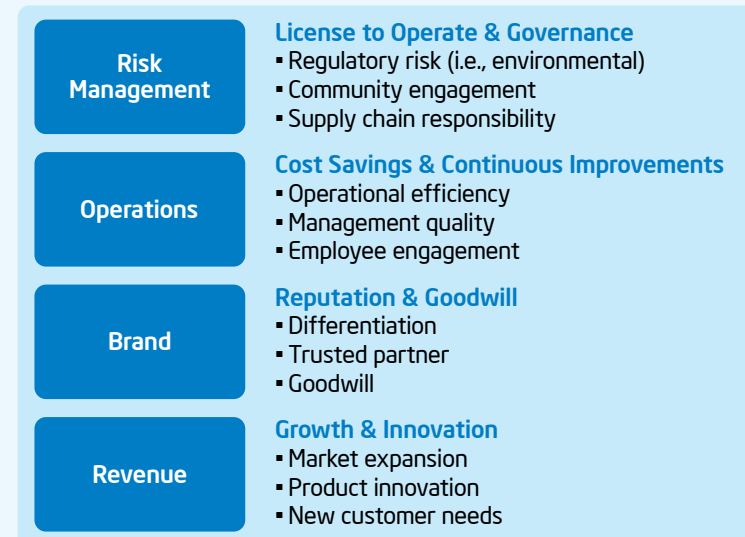 Risk
Management
License to Operate & Governance
▪ Regulatory risk (i.e., environmental)
▪ Community engagement
▪ Supply chain responsibility
Operations
Cost Savings & Continuous Improvements
▪ Operational efficiency
▪ Management quality
▪ Employee engagement
Brand
Reputation & Goodwill
▪ Differentiation
▪ Trusted partner
▪ Goodwill
Revenue
Growth & Innovation
▪ Market expansion
▪ Product innovation
▪ New customer needs